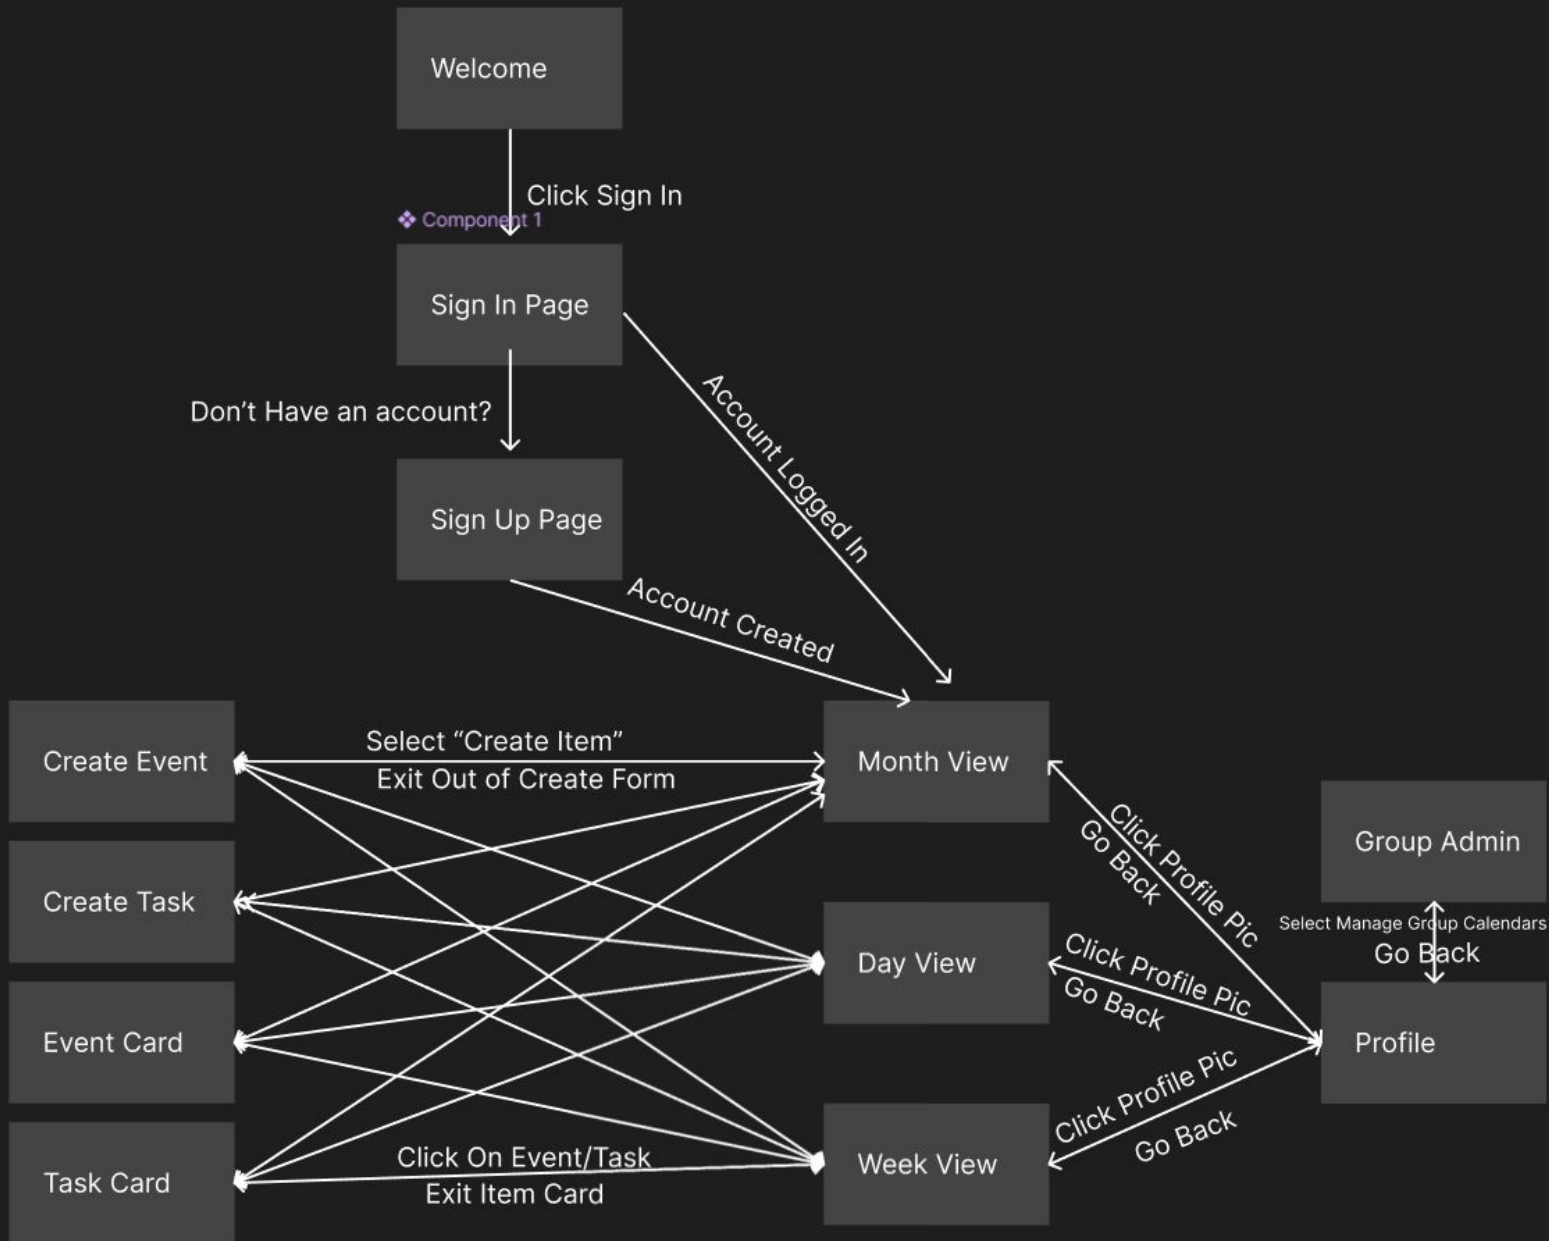 Welcome
Click Sign In
Component 1
Sign In Page
Don’t Have an account?
Account Logged In
Sign Up Page
Account Created
Create Event
Select “Create Item”
Exit Out of Create Form
Month View
Click Profile Pic
Go Back
Group Admin
Create Task
Select Manage Group Calendars
Go Back
Day View
Click Profile Pic
Go Back
Event Card
Profile
Click Profile Pic
Go Back
Click On Event/Task
Exit Item Card
Week View
Task Card